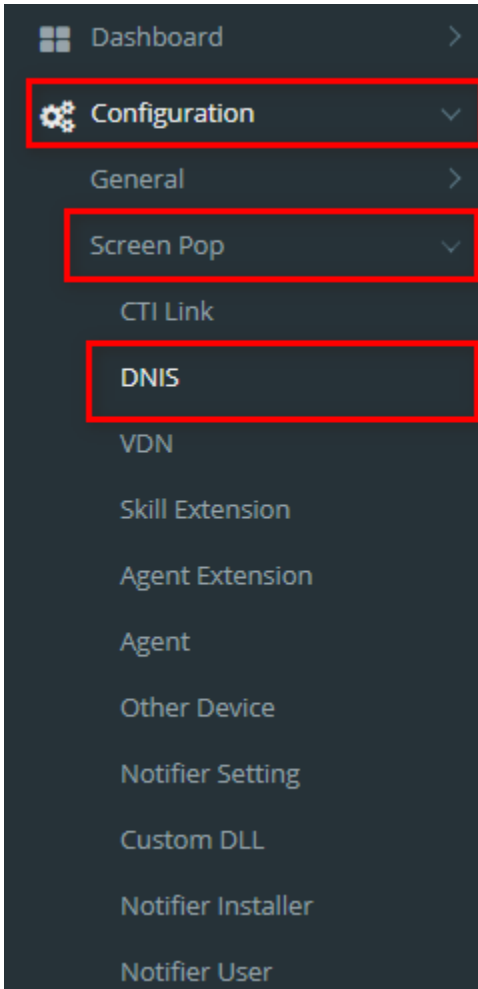 Dashboard
Configuration
General
Screen Pop
CTI Link
DNIS
VDN
Skill Extension
Agent Extension
Agent
Other Device
Notifier Setting
Custom DLL
Notifier Installer
Notifier User